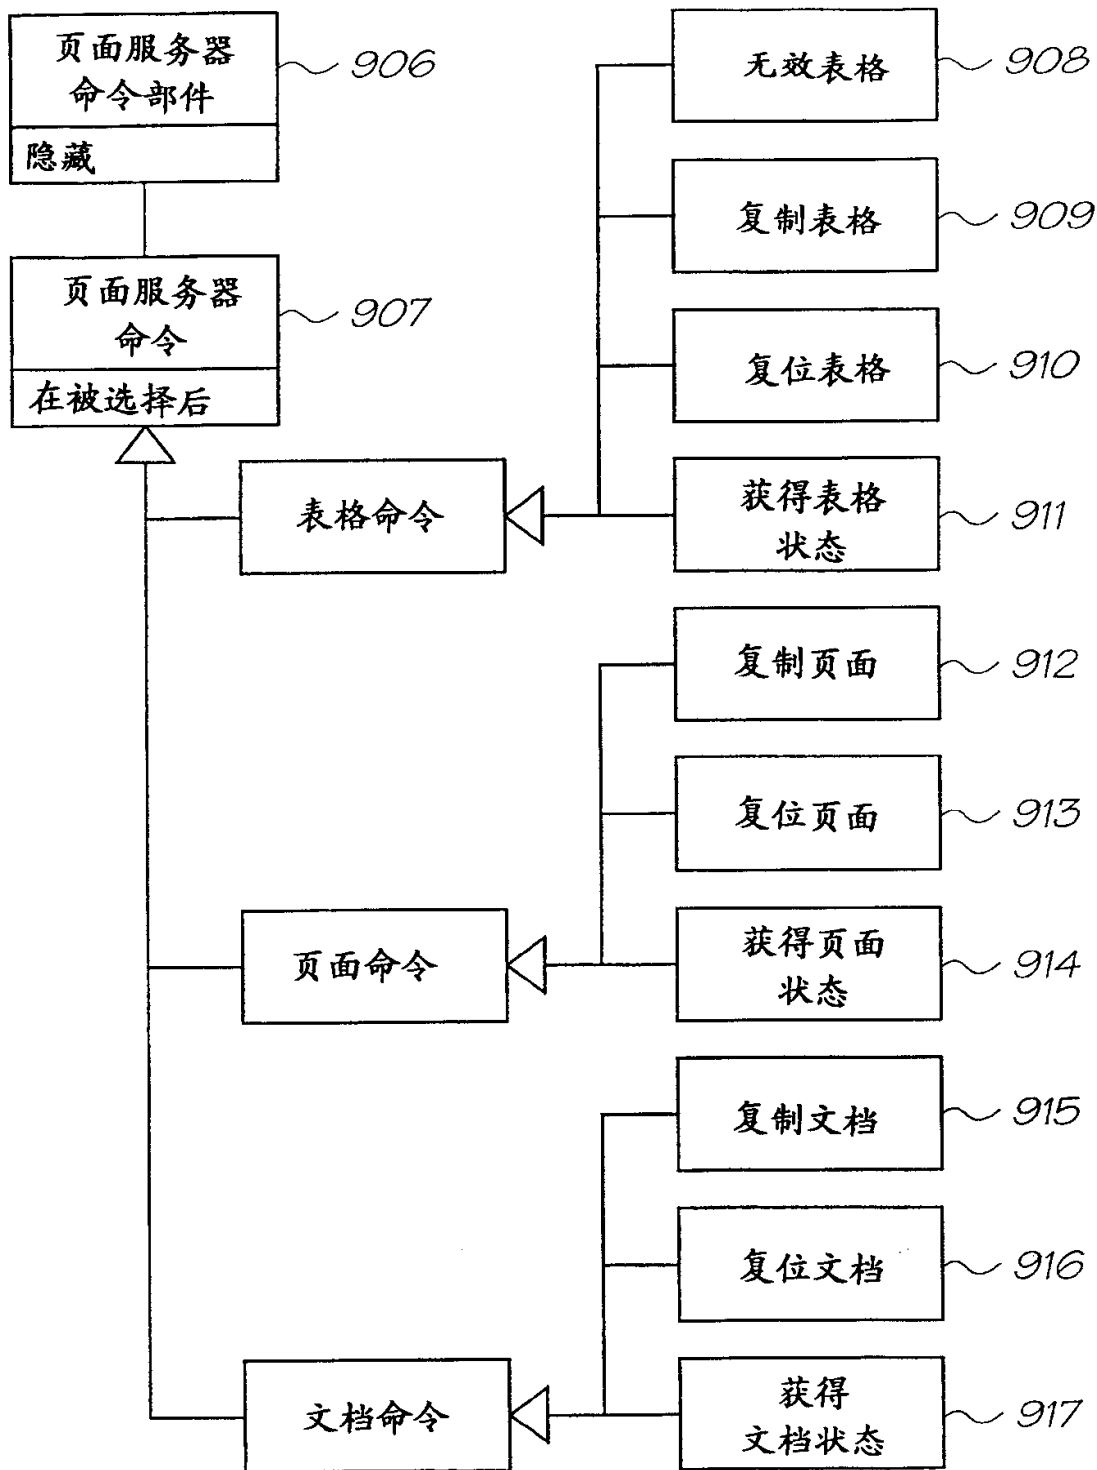 页面服务器
命令部件
906
隐藏
页面服务器
命令
907
在被选择后
无效表格
908
复制表格
909
复位表格
910
表格命令
获得表格
状态
911
复制页面
912
复位页面
913
页面命令
获得页面
状态
914
复制文档
915
复位文档
916
文档命令
获得
文档状态
917